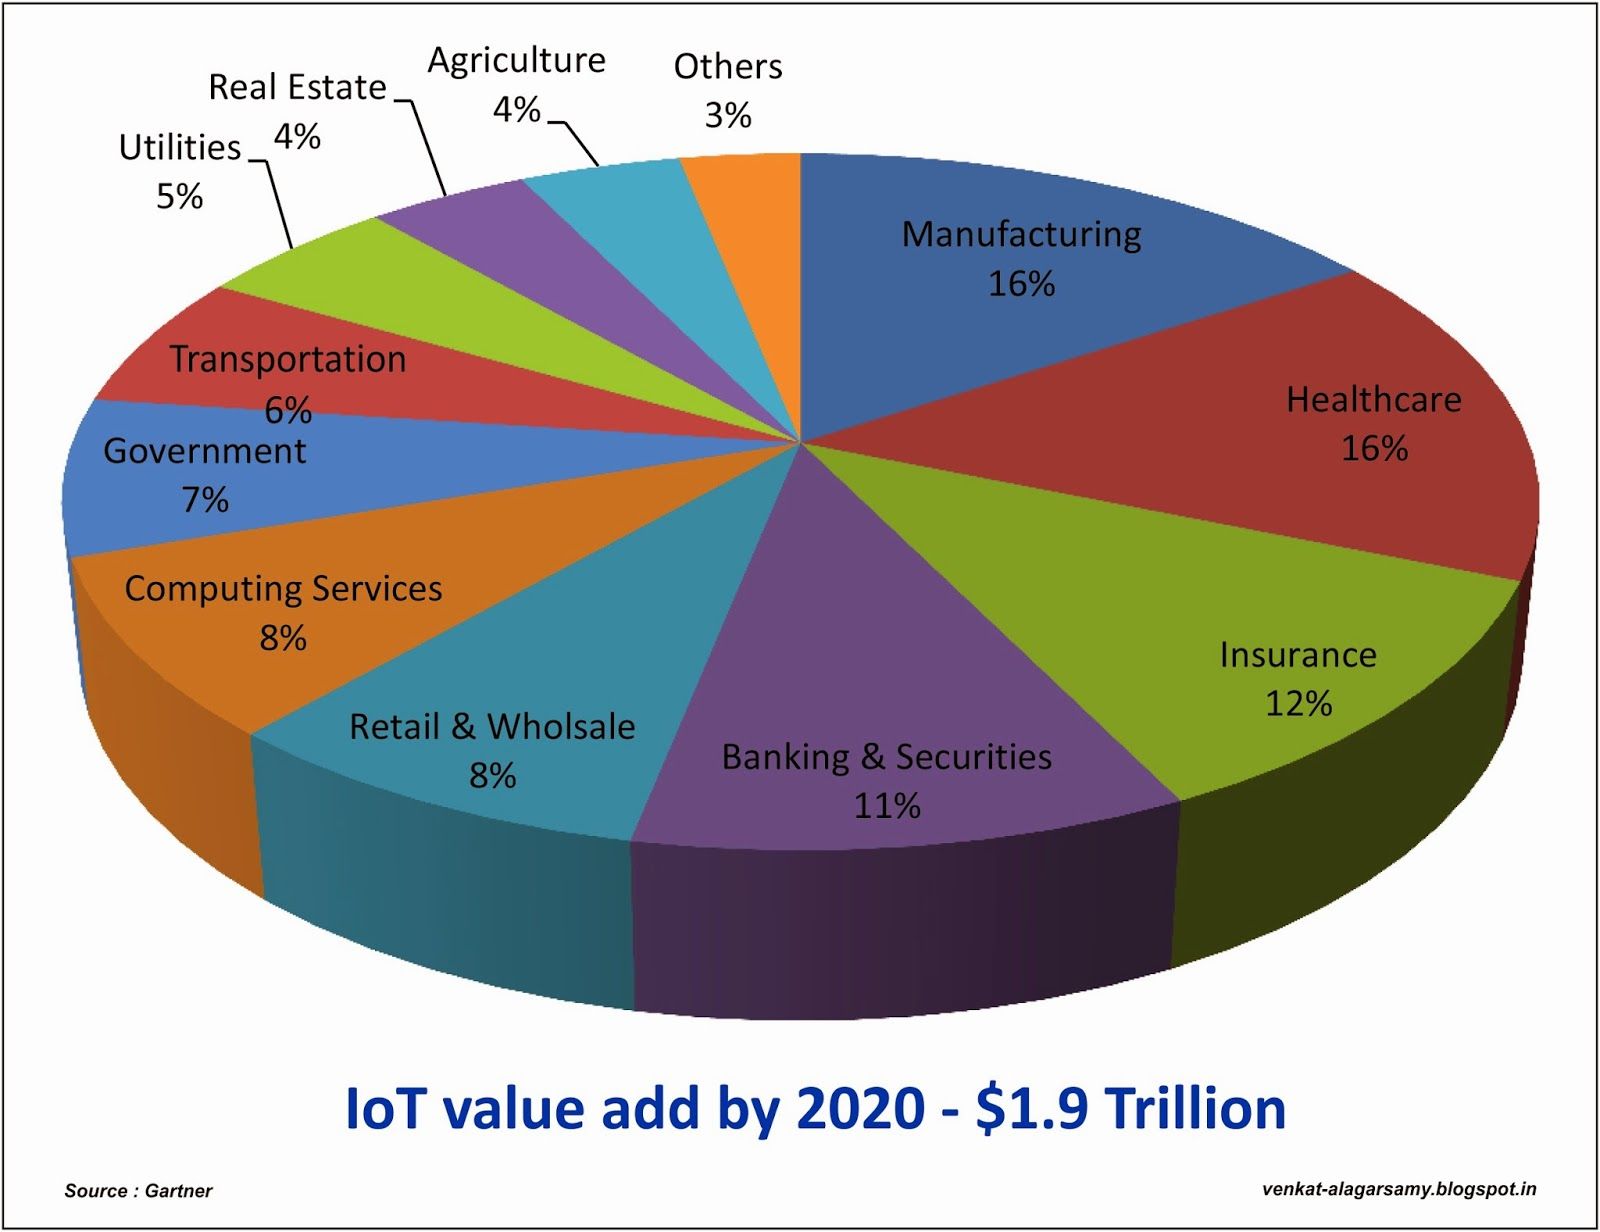 Agriculture
4%
Others
3%
Real Estate
4%
Utilities
5%
Manufacturing
16%
Transportation
6%
Healthcare
16%
Government
7%
Computing Services
8%
Insurance
12%
Retail & Wholsale
8%
Banking & Securities
11%
IoT value add by 2020 - $1.9 Trillion
Source : Gartner
venkat-alagarsamy.blogspot.in